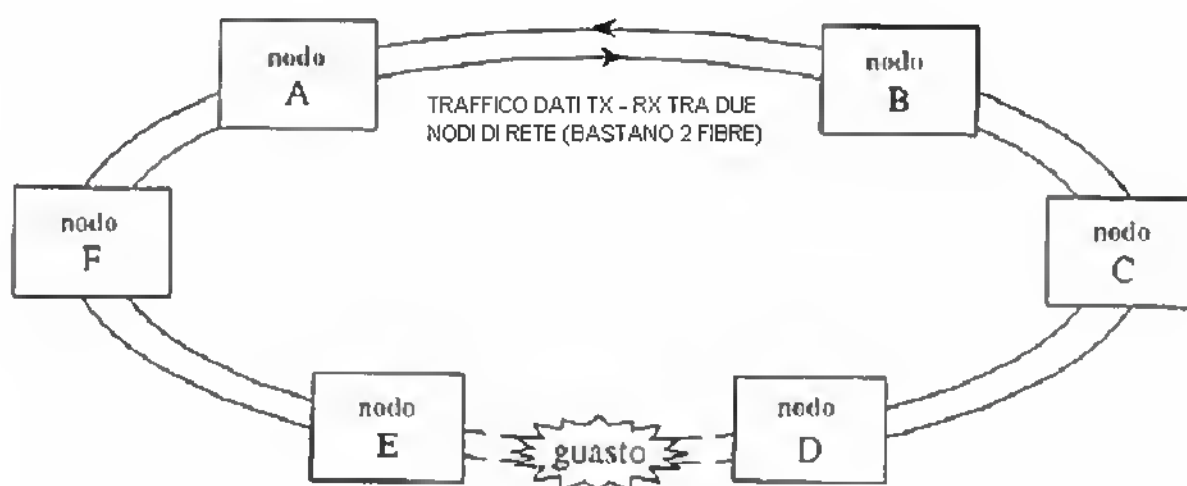 nodo
A
nodo
B
TRAFFICO DATI TX - RX TRA DUE
NODI DI RETE (BASTANO 2 FIBRE)
nodo
F
nodo
C
nodo
E
guasto
nodo
D